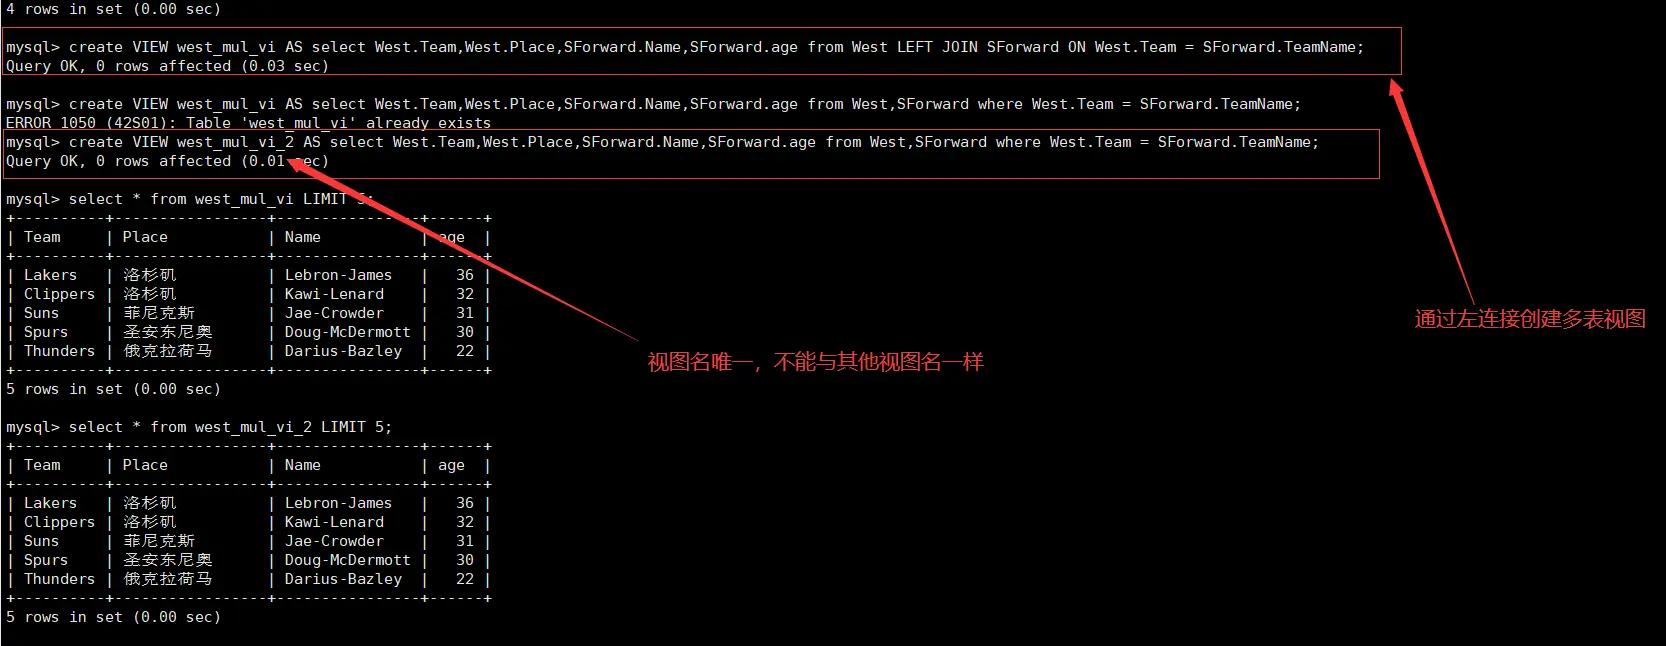 4 rows in set (0.00 sec)
mysql> create VIEW west_mul_vi AS select West.Team,West.Place,SForward.Name,SForward.age from West LEFT JOIN SForward ON West.Team = SForward.TeamName;
Query OK, 0 rows affected (0.03 sec)
mysql> create VIEW west_mul_vi AS select West.Team,West.Place,SForward.Name,SForward.age from West,SForward where West.Team = SForward.TeamName;
ERROR 1050 (42S01): Table 'west_mul_vi' already exists
mysql> create VIEW west_mul_vi_2 AS select West.Team,West.Place,SForward.Name,SForward.age from West,SForward where West.Team = SForward.TeamName;
Query OK, 0 rows affected (0.01 sec)
mysql> select * from west_mul_vi LIMIT 5;
+----------+-----------------+----------------+------+
| Team | Place | Name | age |
+----------+-----------------+----------------+------+
| Lakers | 洛杉矶 | Lebron-James | 36 |
| Clippers | 洛杉矶 | Kawi-Lenard | 32 |
| Suns | 菲尼克斯 | Jae-Crowder | 31 |
| Spurs | 圣安东尼奥 | Doug-McDermott | 30 |
| Thunders | 俄克拉荷马 | Darius-Bazley | 22 |
+----------+-----------------+----------------+------+
5 rows in set (0.00 sec)
mysql> select * from west_mul_vi_2 LIMIT 5;
+----------+-----------------+----------------+------+
| Team | Place | Name | age |
+----------+-----------------+----------------+------+
| Lakers | 洛杉矶 | Lebron-James | 36 |
| Clippers | 洛杉矶 | Kawi-Lenard | 32 |
| Suns | 菲尼克斯 | Jae-Crowder | 31 |
| Spurs | 圣安东尼奥 | Doug-McDermott | 30 |
| Thunders | 俄克拉荷马 | Darius-Bazley | 22 |
+----------+-----------------+----------------+------+
5 rows in set (0.00 sec)
通过左连接创建多表视图
视图名唯一，不能与其他视图名一样